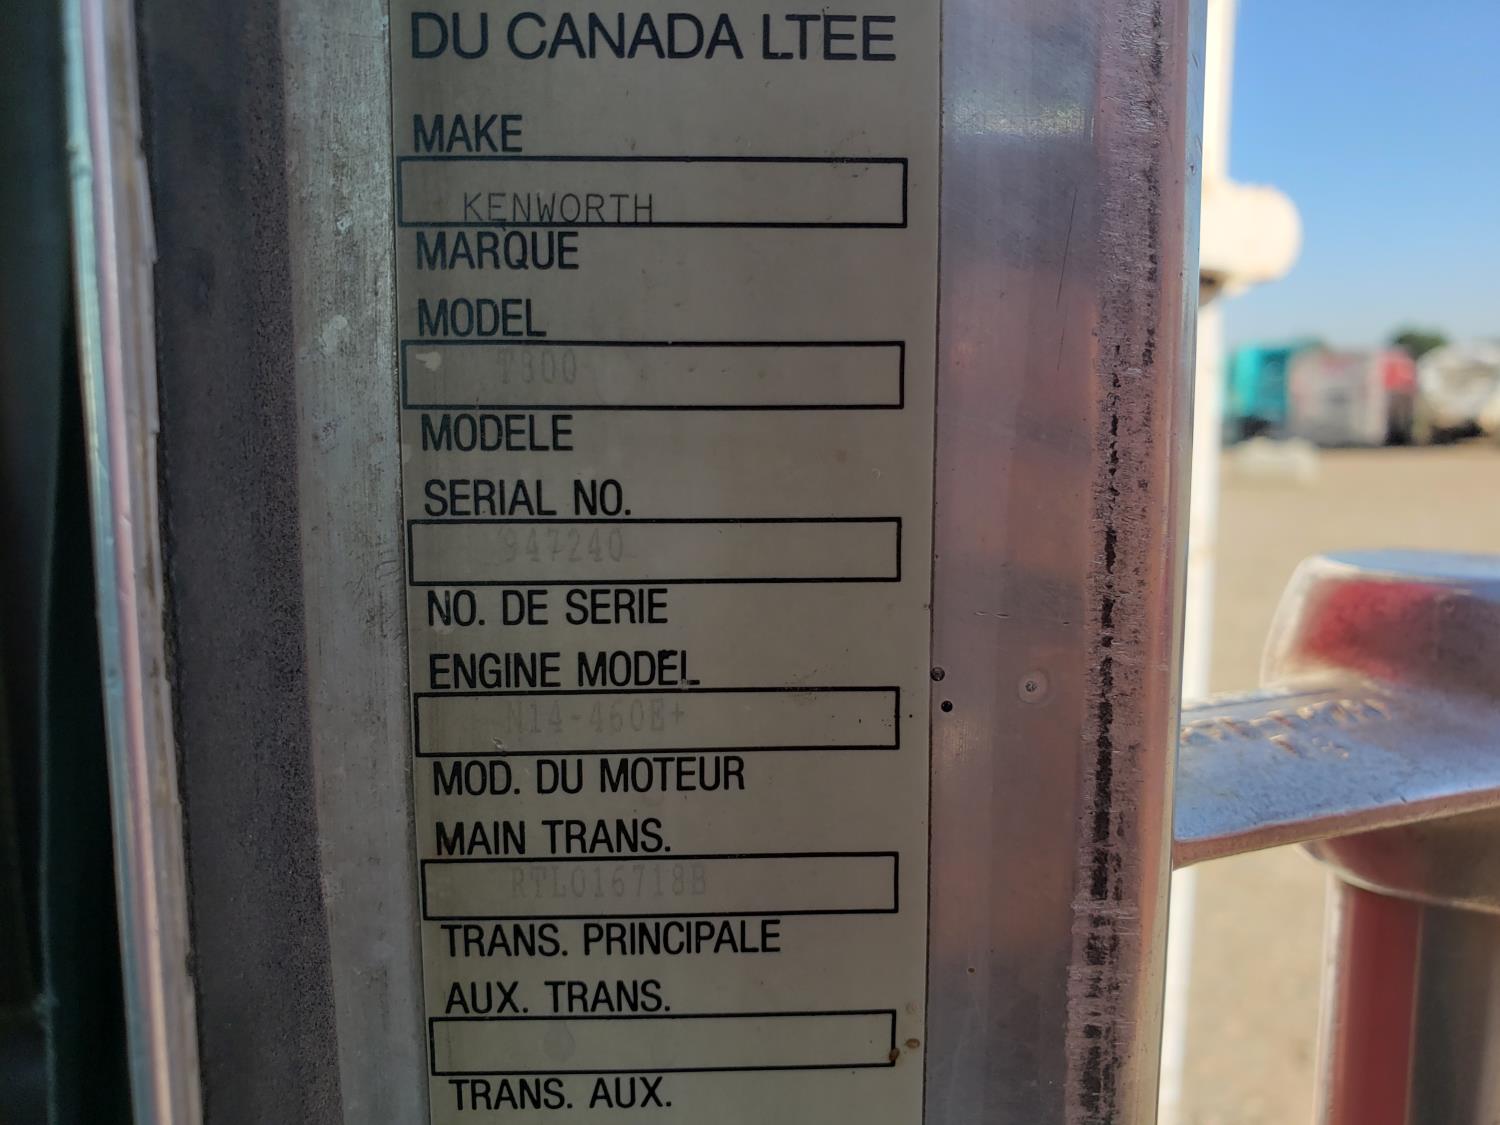 DU CANADA LTEE
MAKE
KENWORTH
MARQUE
MODEL
T800
MODELE
SERIAL NO.
947240
NO. DE SERIE
ENGINE MODEL
N14-460E+
MOD. DU MOTEUR
MAIN TRANS.
RTLO16718B
TRANS. PRINCIPALE
AUX. TRANS.
TRANS. AUX.